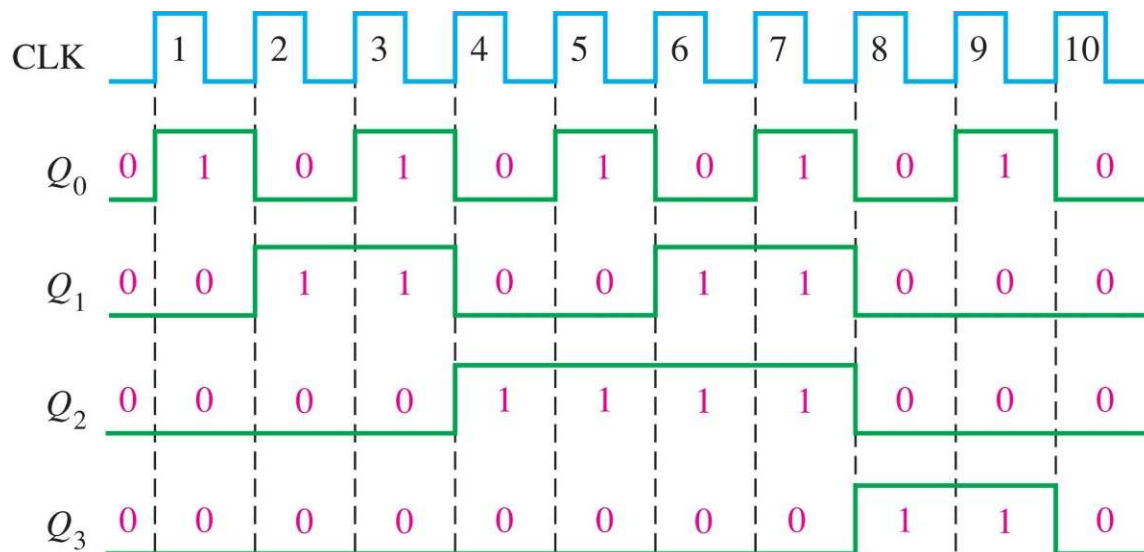 CLK 1 2 3 4 5 6 7 8 9 10
Q0 0 1 0 1 0 1 0 1 0 1 0
Q1 0 0 1 1 0 0 1 1 0 0 0
Q2 0 0 0 0 1 1 1 1 0 0 0
Q3 0 0 0 0 0 0 0 0 1 1 0